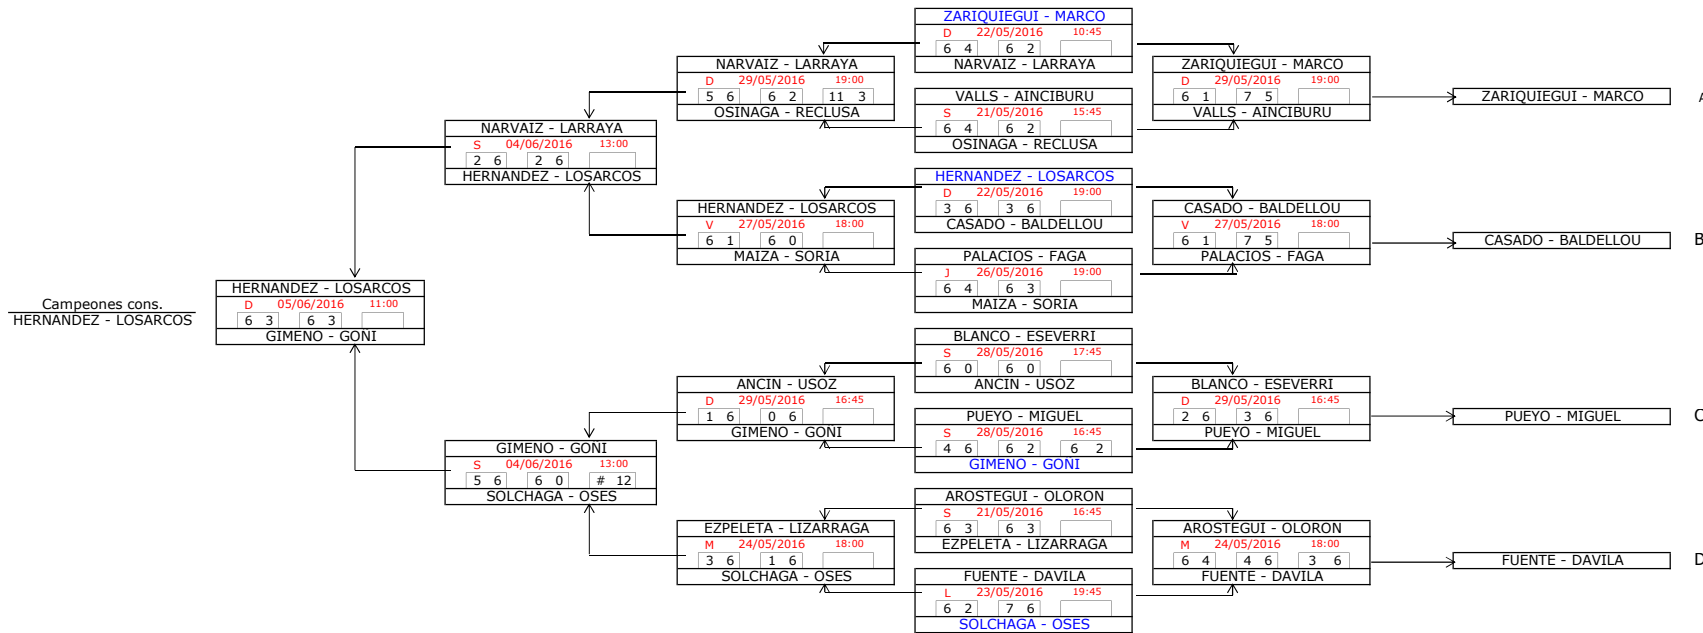 Campeones cons.
HERNANDEZ - LOSARCOS
HERNANDEZ - LOSARCOS
D 05/06/2016 11:00
6 3 6 3
GIMENO - GOÑI
NARVAIZ - LARRAYA
S 04/06/2016 13:00
2 6 2 6
HERNANDEZ - LOSARCOS
GIMENO - GOÑI
S 04/06/2016 13:00
5 6 6 0 # 12
SOLCHAGA - OSES
NARVAIZ - LARRAYA
D 29/05/2016 19:00
5 6 6 2 11 3
OSINAGA - RECLUSA
HERNANDEZ - LOSARCOS
V 27/05/2016 18:00
6 1 6 0
MAIZA - SORIA
ANCIN - USOZ
D 29/05/2016 16:45
1 6 0 6
GIMENO - GOÑI
EZPELETA - LIZARRAGA
M 24/05/2016 18:00
3 6 1 6
SOLCHAGA - OSES
ZARIQUIEGUI - MARCO
D 22/05/2016 10:45
6 4 6 2
NARVAIZ - LARRAYA
VALLS - AINCIBURU
S 21/05/2016 15:45
6 4 6 2
OSINAGA - RECLUSA
HERNANDEZ - LOSARCOS
D 22/05/2016 19:00
3 6 3 6
CASADO - BALDELLOU
PALACIOS - FAGA
J 26/05/2016 19:00
6 4 6 3
MAIZA - SORIA
BLANCO - ESEVERRI
S 28/05/2016 17:45
6 0 6 0
ANCIN - USOZ
PUEYO - MIGUEL
S 28/05/2016 16:45
4 6 6 2 6 2
GIMENO - GOÑI
AROSTEGUI - OLORON
S 21/05/2016 16:45
6 3 6 3
EZPELETA - LIZARRAGA
FUENTE - DAVILA
L 23/05/2016 19:45
6 2 7 6
SOLCHAGA - OSES
ZARIQUIEGUI - MARCO
D 29/05/2016 19:00
6 1 7 5
VALLS - AINCIBURU
CASADO - BALDELLOU
V 27/05/2016 18:00
6 1 7 5
PALACIOS - FAGA
BLANCO - ESEVERRI
D 29/05/2016 16:45
2 6 3 6
PUEYO - MIGUEL
AROSTEGUI - OLORON
M 24/05/2016 18:00
6 4 4 6 3 6
FUENTE - DAVILA
ZARIQUIEGUI - MARCO A
CASADO - BALDELLOU B
PUEYO - MIGUEL C
FUENTE - DAVILA D